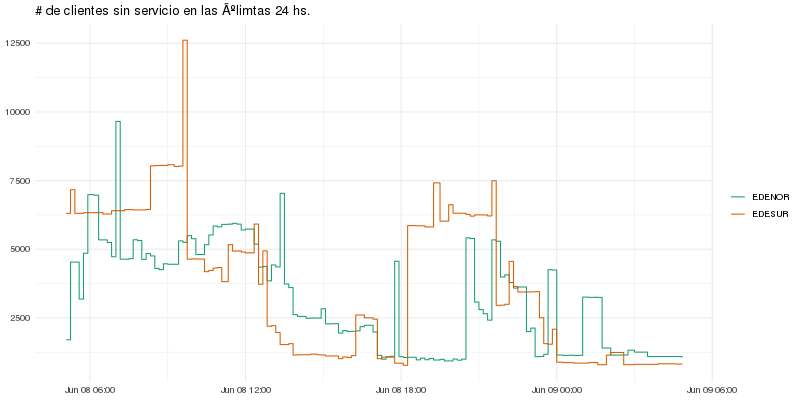 # de clientes sin servicio en las Ãºlimtas 24 hs.
12500
10000
7500
5000
2500
Jun 08 06:00
Jun 08 12:00
Jun 08 18:00
Jun 09 00:00
Jun 09 06:00
EDENOR
EDESUR